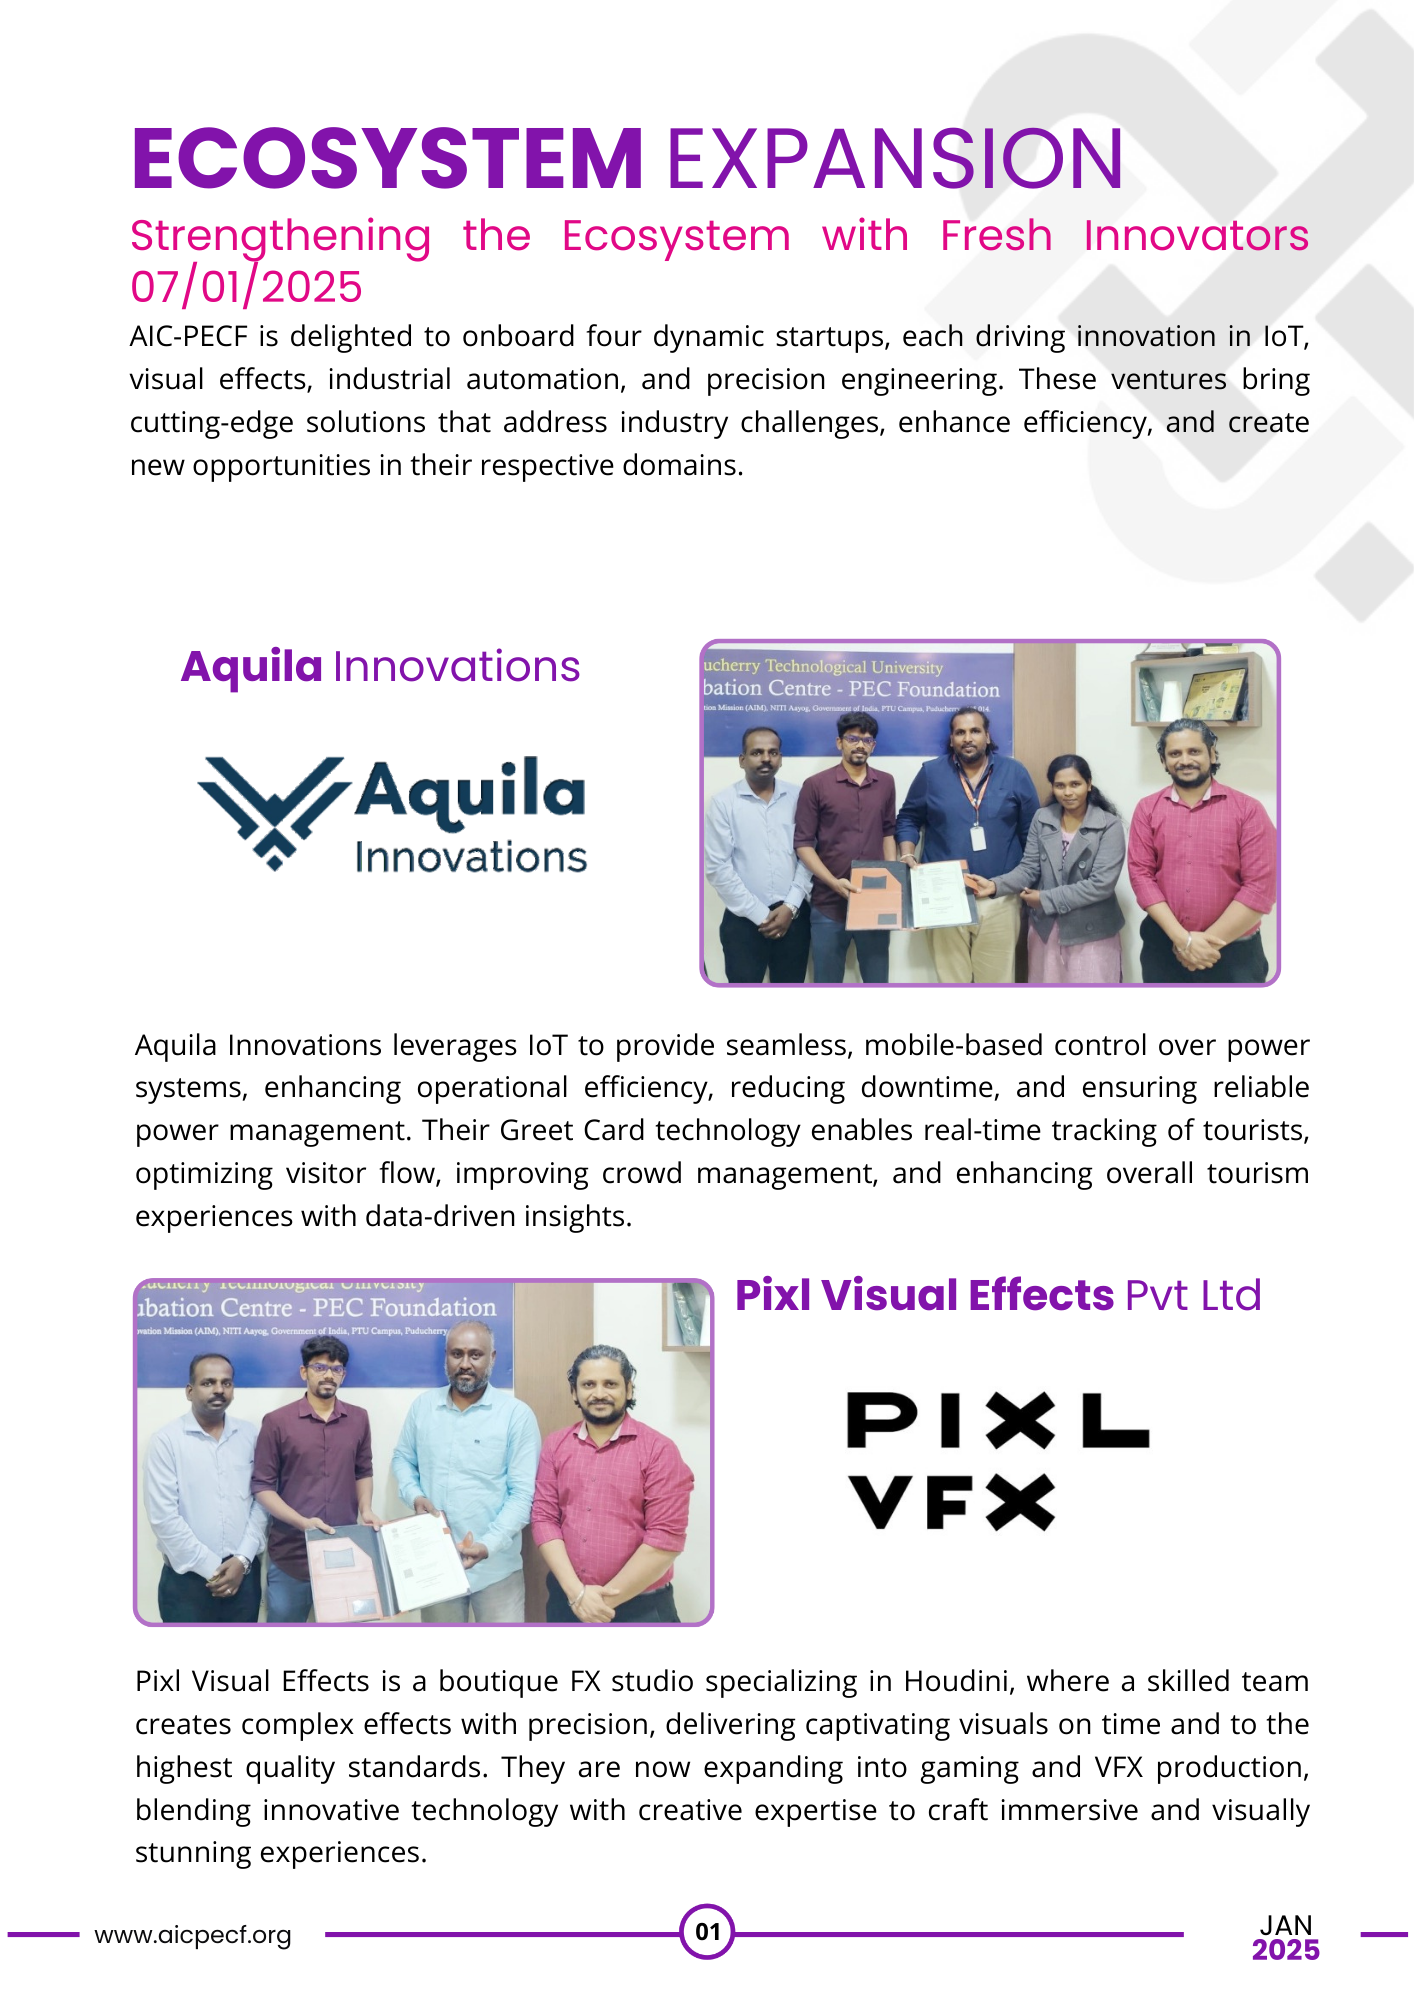 ECOSYSTEM EXPANSION
Strengthening the Ecosystem with Fresh Innovators
07/01/2025
AIC-PECF is delighted to onboard four dynamic startups, each driving innovation in IoT,
visual effects, industrial automation, and precision engineering. These ventures bring
cutting-edge solutions that address industry challenges, enhance efficiency, and create
new opportunities in their respective domains.
Aquila Innovations
Aquila
Innovations
ucherry Technological University
bation Centre - PEC Foundation
tion Mission (AIM), NITI Aayog, Government of India, PTU Campus, Puducherry 014.
Aquila Innovations leverages IoT to provide seamless, mobile-based control over power
systems, enhancing operational efficiency, reducing downtime, and ensuring reliable
power management. Their Greet Card technology enables real-time tracking of tourists,
optimizing visitor flow, improving crowd management, and enhancing overall tourism
experiences with data-driven insights.
ducherry Technological University
ubation Centre - PEC Foundation
vation Mission (AIM), NITI Aayog, Government of India, PTU Campus, Puducherry
Pixl Visual Effects Pvt Ltd
PIXL
VFX
Pixl Visual Effects is a boutique FX studio specializing in Houdini, where a skilled team
creates complex effects with precision, delivering captivating visuals on time and to the
highest quality standards. They are now expanding into gaming and VFX production,
blending innovative technology with creative expertise to craft immersive and visually
stunning experiences.
www.aicpecf.org
01
JAN
2025